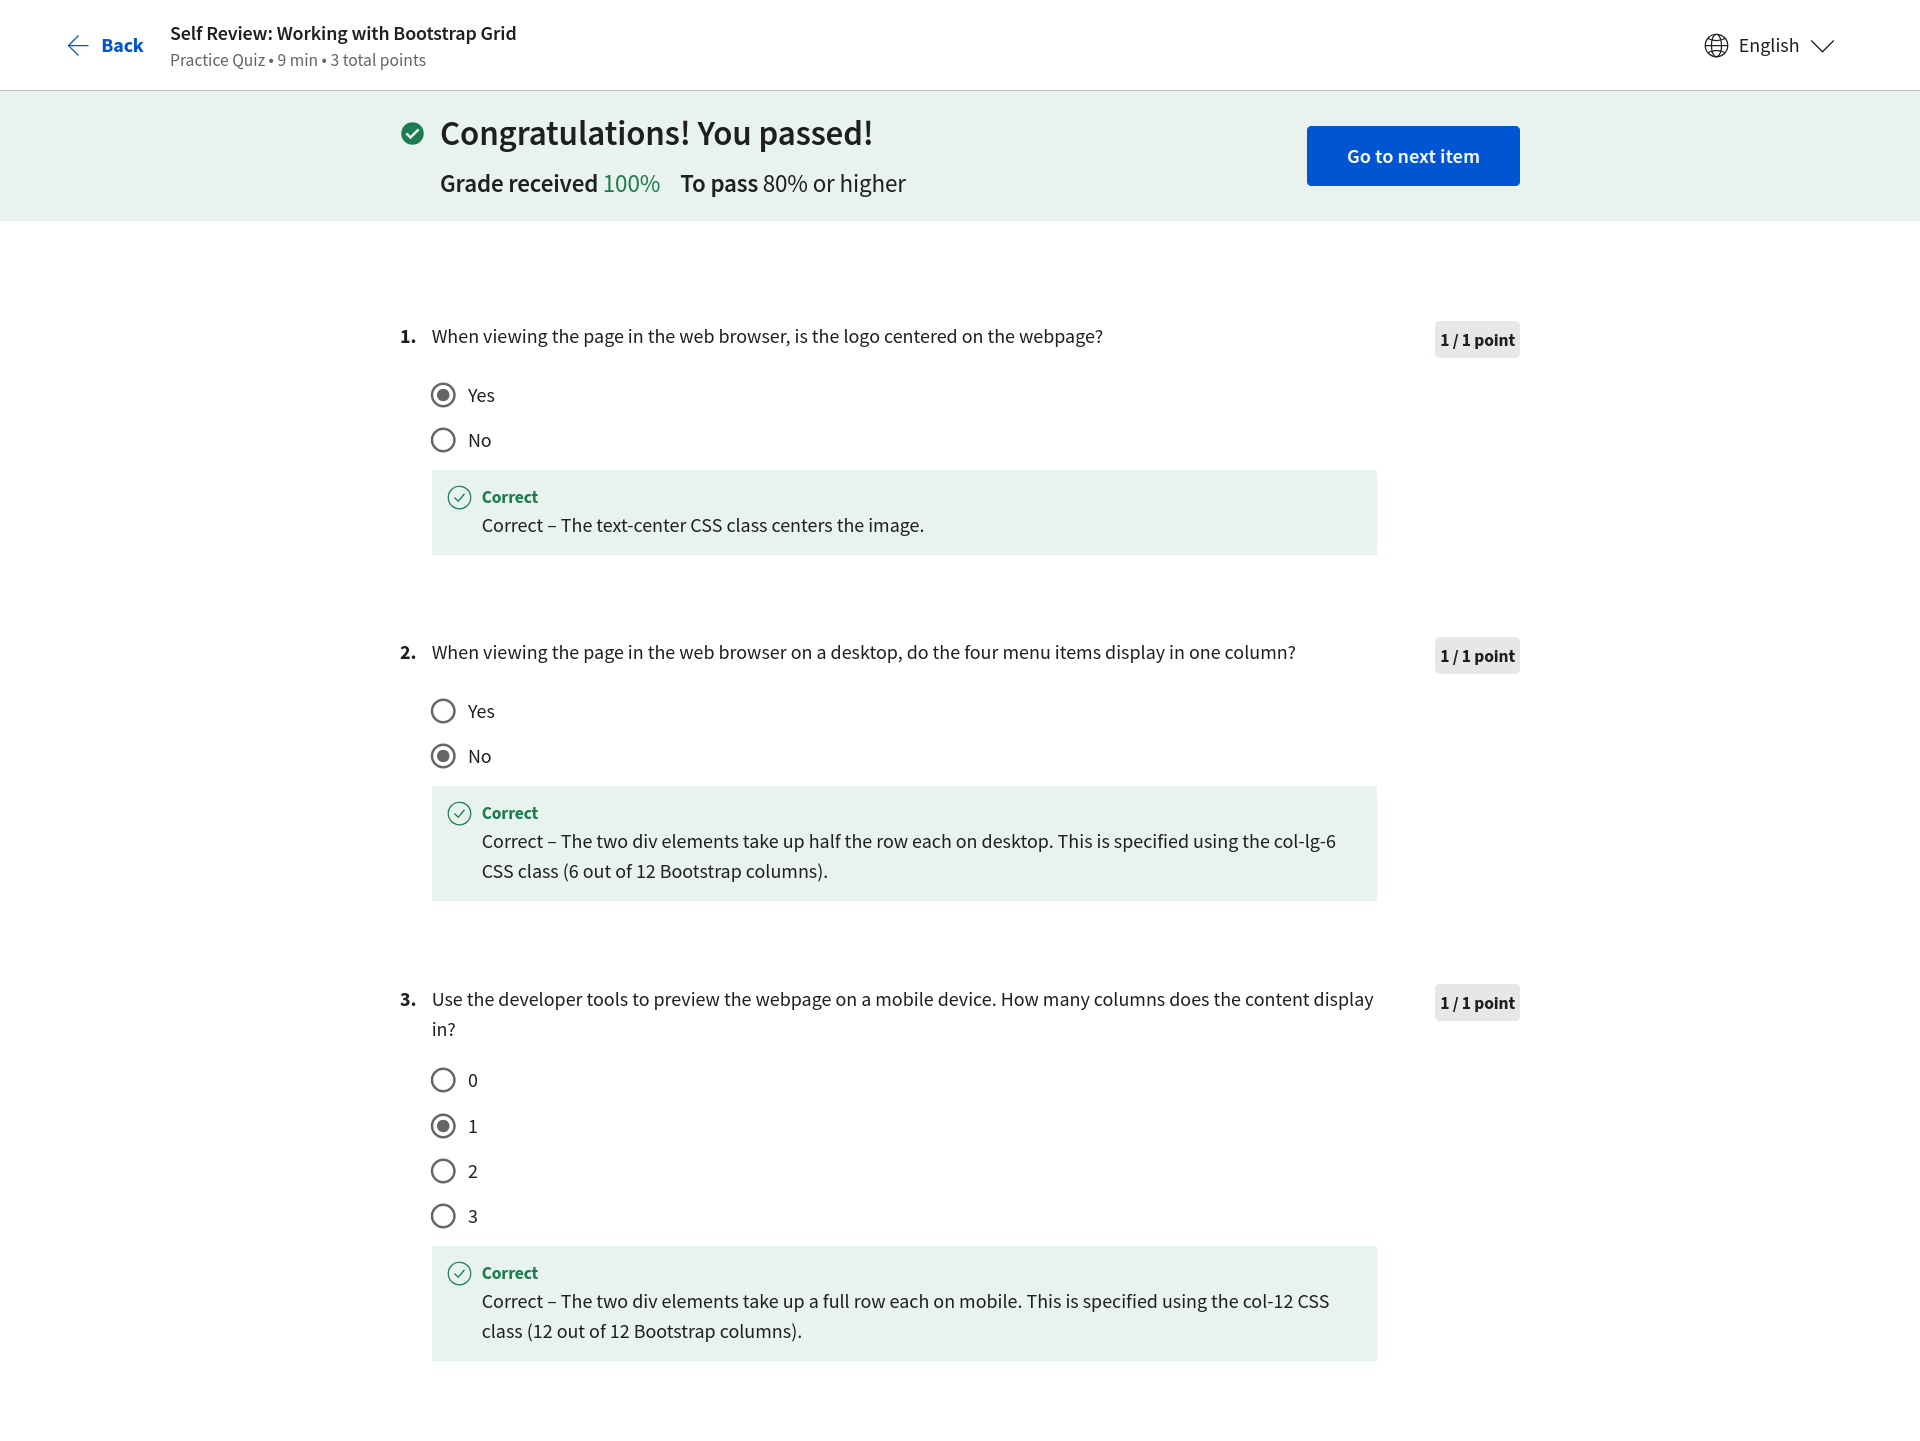 Back
Self Review: Working with Bootstrap Grid
Practice Quiz • 9 min • 3 total points
English
Congratulations! You passed!
Grade received 100% To pass 80% or higher
Go to next item
1. When viewing the page in the web browser, is the logo centered on the webpage?
1 / 1 point
Yes
No
Correct
Correct – The text-center CSS class centers the image.
2. When viewing the page in the web browser on a desktop, do the four menu items display in one column?
1 / 1 point
Yes
No
Correct
Correct – The two div elements take up half the row each on desktop. This is specified using the col-lg-6
CSS class (6 out of 12 Bootstrap columns).
3. Use the developer tools to preview the webpage on a mobile device. How many columns does the content display
in?
1 / 1 point
0
1
2
3
Correct
Correct – The two div elements take up a full row each on mobile. This is specified using the col-12 CSS
class (12 out of 12 Bootstrap columns).